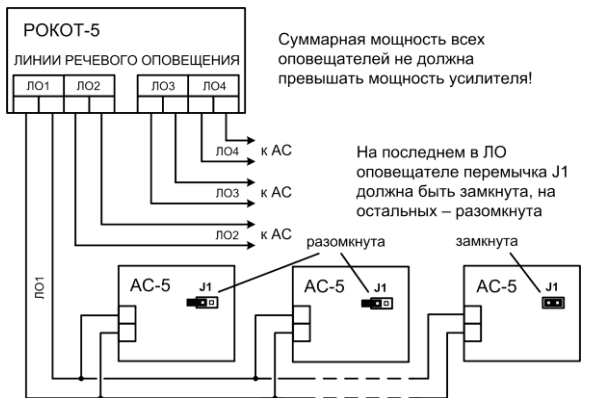 РОКОТ-5
ЛИНИИ РЕЧЕВОГО ОПОВЕЩЕНИЯ
ЛО1 ЛО2 ЛО3 ЛО4
Суммарная мощность всех
оповещателей не должна
превышать мощность усилителя!
ЛО4 к АС
ЛО3 к АС
ЛО2 к АС
На последнем в ЛО
оповещателе перемычка J1
должна быть замкнута, на
остальных – разомкнута
разомкнута
замкнута
ЛО1
АС-5 J1
АС-5 J1
АС-5 J1